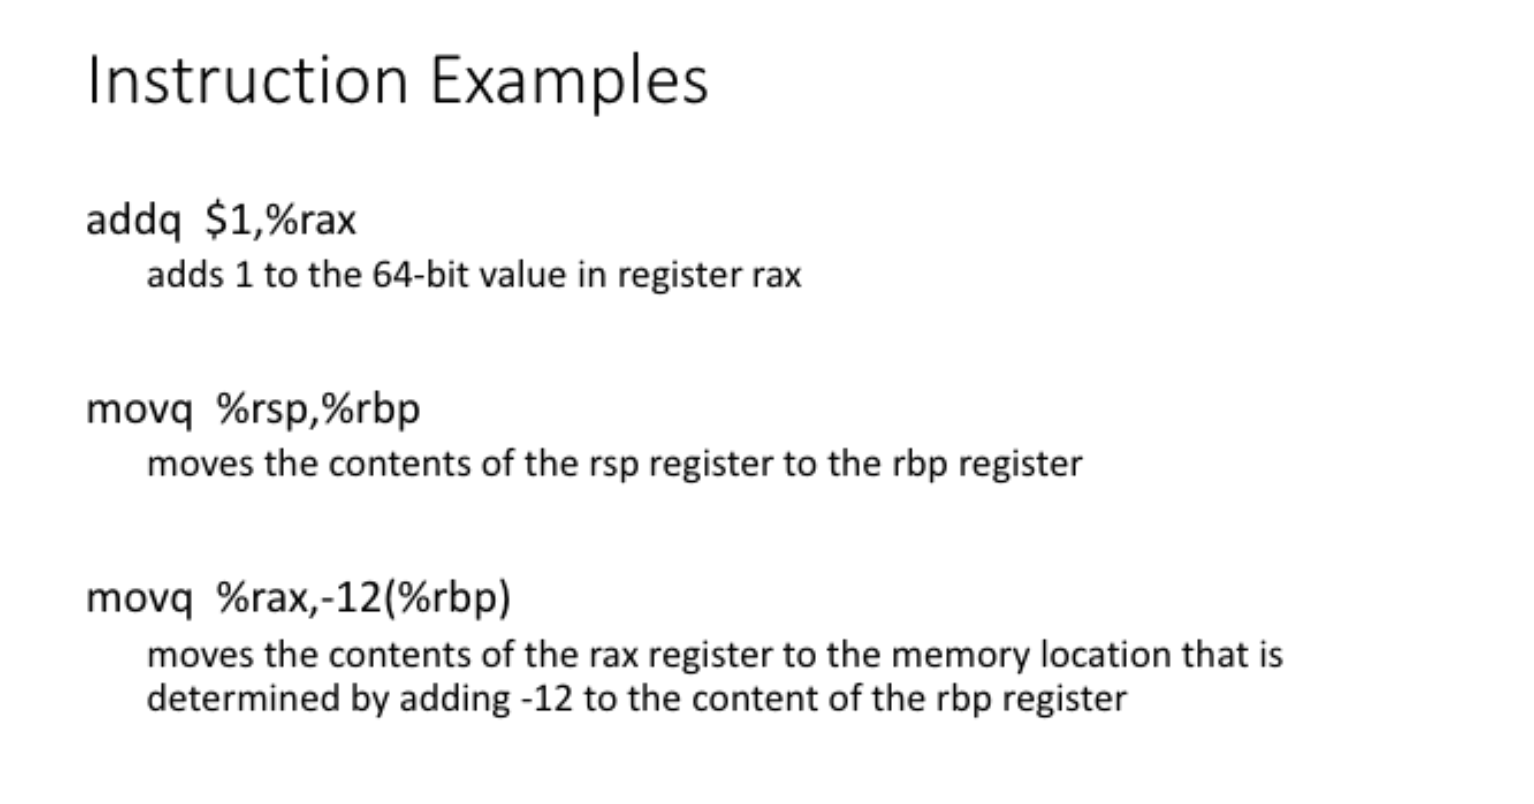 Instruction Examples
addq $1,%rax
adds 1 to the 64-bit value in register rax
movq %rsp,%rbp
moves the contents of the rsp register to the rbp register
movq %rax,-12(%rbp)
moves the contents of the rax register to the memory location that is
determined by adding -12 to the content of the rbp register